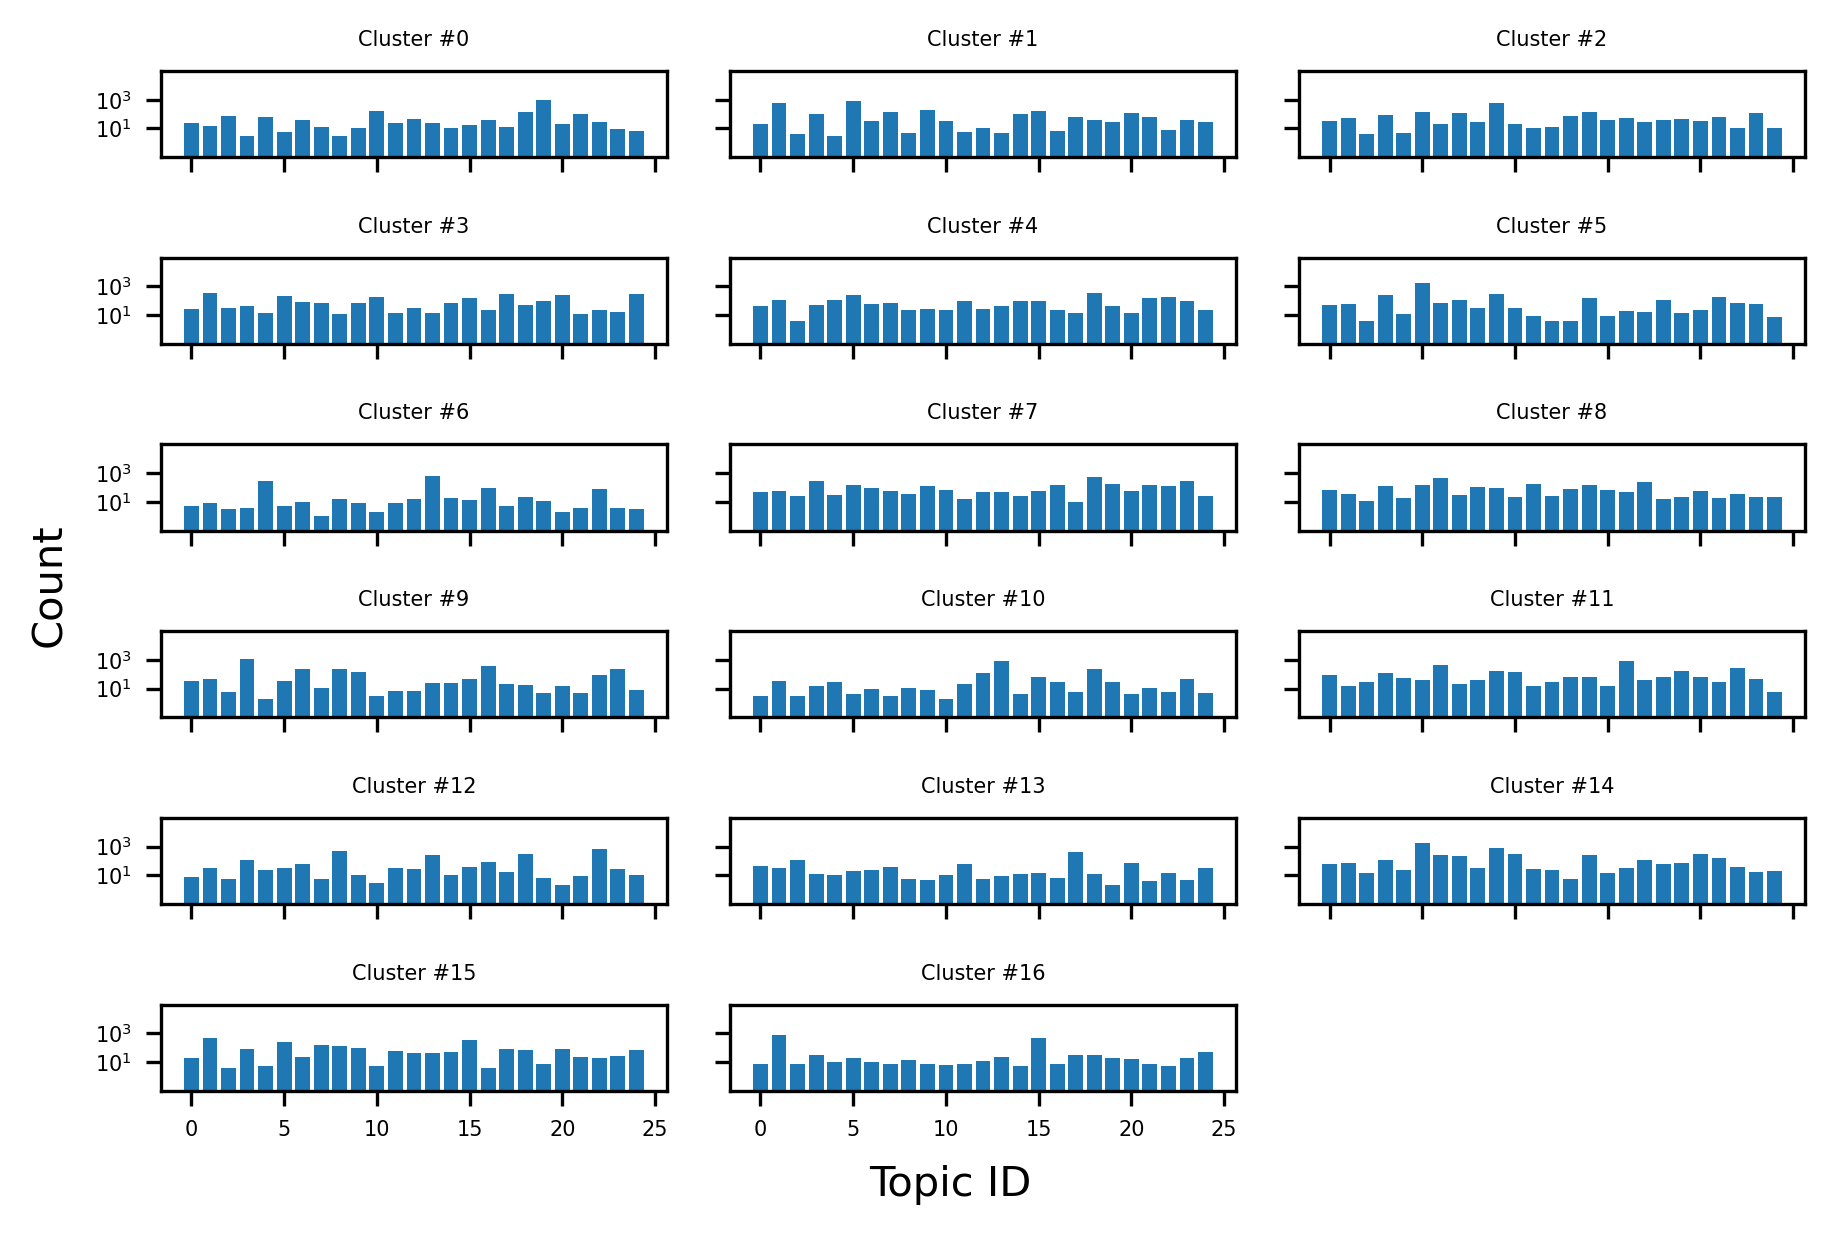 Cluster #0
Cluster #1
Cluster #2
10³
10¹
Cluster #3
Cluster #4
Cluster #5
10³
10¹
Cluster #6
Cluster #7
Cluster #8
10³
10¹
Cluster #9
Cluster #10
Cluster #11
10³
10¹
Cluster #12
Cluster #13
Cluster #14
10³
10¹
Cluster #15
Cluster #16
10³
10¹
0 5 10 15 20 25
0 5 10 15 20 25
Count
Topic ID